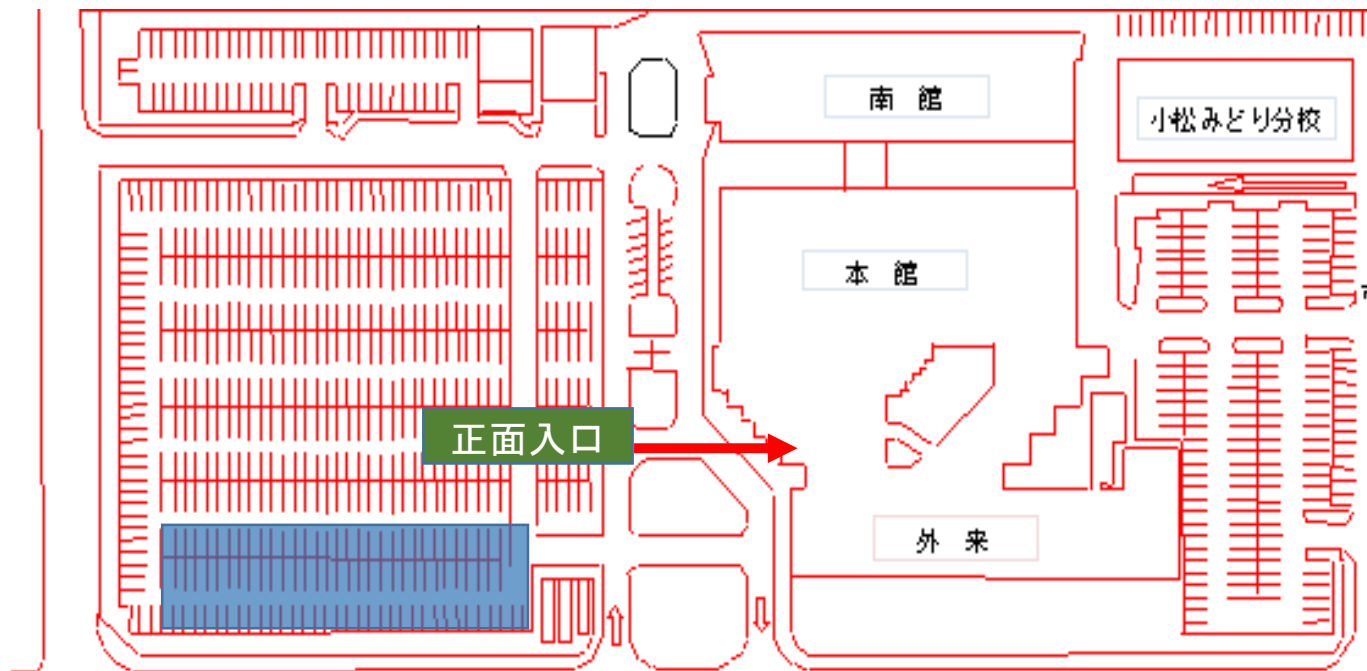 南 館
小松みどり分校
本 館
正面入口
外 来